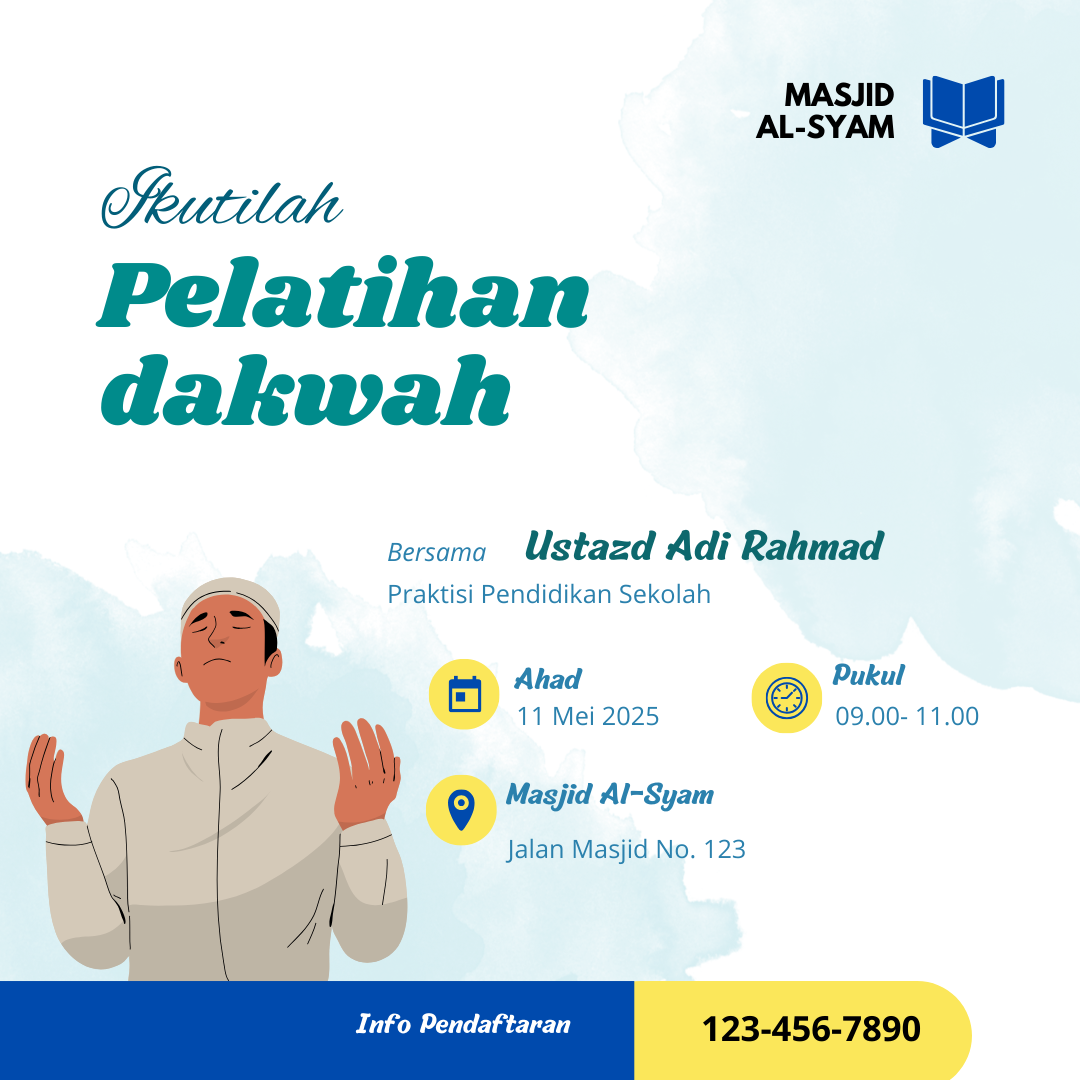 MASJID
AL-SYAM
Ikutilah
Pelatihan
dakwah
Bersama Ustazd Adi Rahmad
Praktisi Pendidikan Sekolah
Ahad
11 Mei 2025
Pukul
09.00- 11.00
Masjid Al-Syam
Jalan Masjid No. 123
Info Pendaftaran
123-456-7890